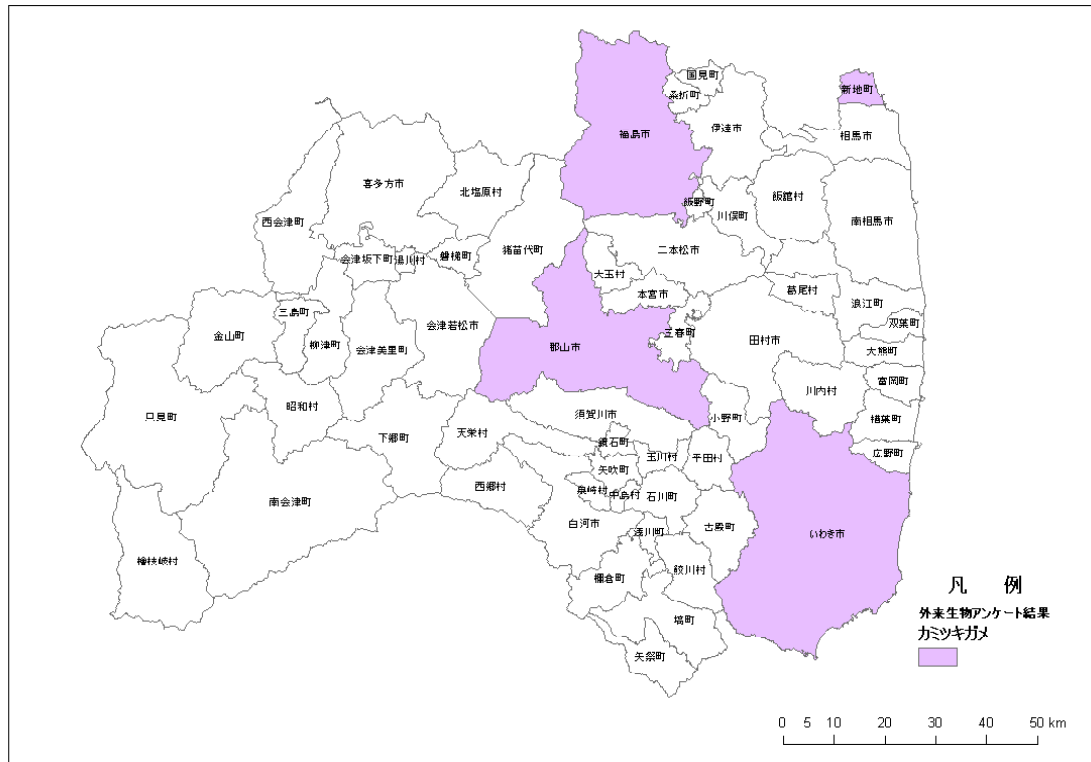 国見町
桑折町
新地町
福島市
伊達市
相馬市
喜多方市
北塩原村
飯野町
川俣町
飯舘村
南相馬市
西会津町
猪苗代町
二本松市
会津坂下町
湯川村
磐梯町
大玉村
本宮市
葛尾村
浪江町
双葉町
三島町
金山町
柳津町
会津美里町
会津若松市
郡山市
三春町
田村市
大熊町
川内村
富岡町
只見町
昭和村
下郷町
天栄村
須賀川市
小野町
楢葉町
広野町
鏡石町
玉川村
平田村
矢吹町
西郷村
泉崎村
中島村
石川町
南会津町
白河市
浅川町
古殿町
いわき市
檜枝岐村
棚倉町
鮫川村
塙町
矢祭町
凡 例
外来生物アンケート結果
カミツキガメ
0 5 10 20 30 40 50 km